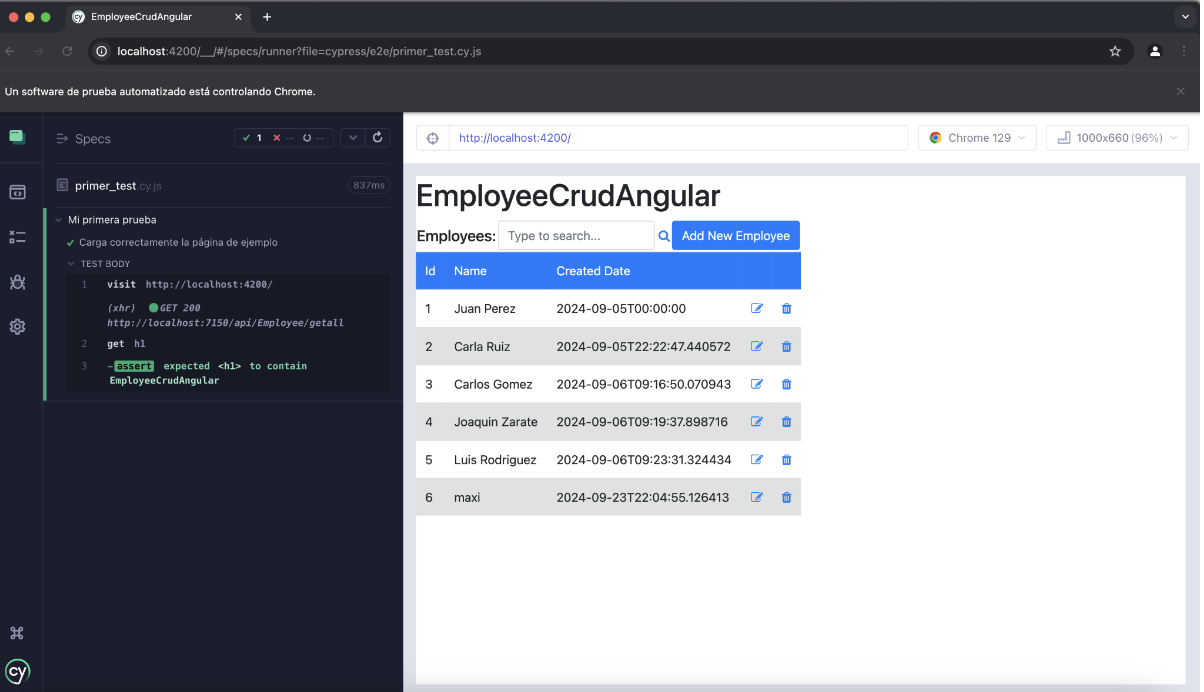 EmployeeCrudAngular
localhost:4200/__/#/specs/runner?file=cypress/e2e/primer_test.cy.js
Un software de prueba automatizado está controlando Chrome.
Specs
1 -- --
primer_test cy.js 837ms
Mi primera prueba
Carga correctamente la página de ejemplo
TEST BODY
1 visit http://localhost:4200/
(xhr) GET 200
http://localhost:7150/api/Employee/getall
2 get h1
3 -assert expected <h1> to contain
EmployeeCrudAngular
cy
http://localhost:4200/ Chrome 129 1000x660 (96%)
EmployeeCrudAngular
Employees: Type to search... Add New Employee
Id Name Created Date
1 Juan Perez 2024-09-05T00:00:00
2 Carla Ruiz 2024-09-05T22:22:47.440572
3 Carlos Gomez 2024-09-06T09:16:50.070943
4 Joaquin Zarate 2024-09-06T09:19:37.898716
5 Luis Rodriguez 2024-09-06T09:23:31.324434
6 maxi 2024-09-23T22:04:55.126413